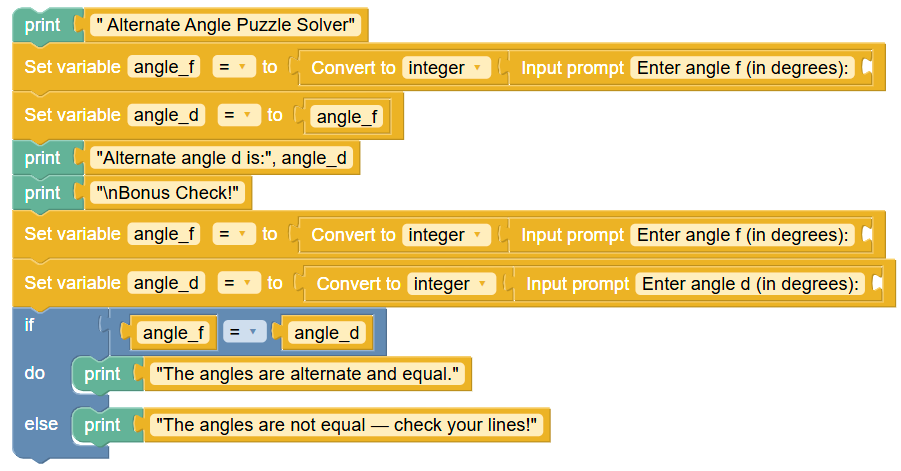 print " Alternate Angle Puzzle Solver"
Set variable angle_f = to Convert to integer Input prompt Enter angle f (in degrees):
Set variable angle_d = to angle_f
print "Alternate angle d is:", angle_d
print "\nBonus Check!"
Set variable angle_f = to Convert to integer Input prompt Enter angle f (in degrees):
Set variable angle_d = to Convert to integer Input prompt Enter angle d (in degrees):
if angle_f = angle_d
do print "The angles are alternate and equal."
else print "The angles are not equal — check your lines!"